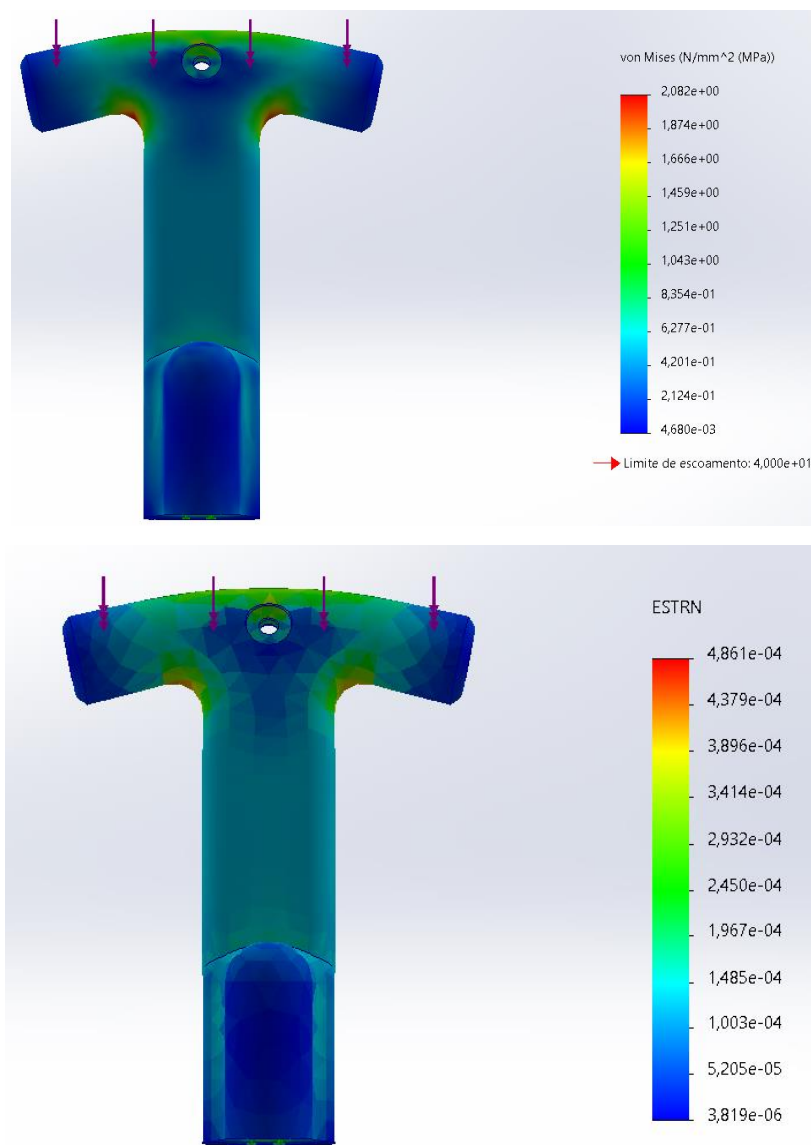 von Mises (N/mm^2 (MPa))
2,082e+00
1,874e+00
1,666e+00
1,459e+00
1,251e+00
1,043e+00
8,354e-01
6,277e-01
4,201e-01
2,124e-01
4,680e-03
Limite de escoamento: 4,000e+01
ESTRN
4,861e-04
4,379e-04
3,896e-04
3,414e-04
2,932e-04
2,450e-04
1,967e-04
1,485e-04
1,003e-04
5,205e-05
3,819e-06